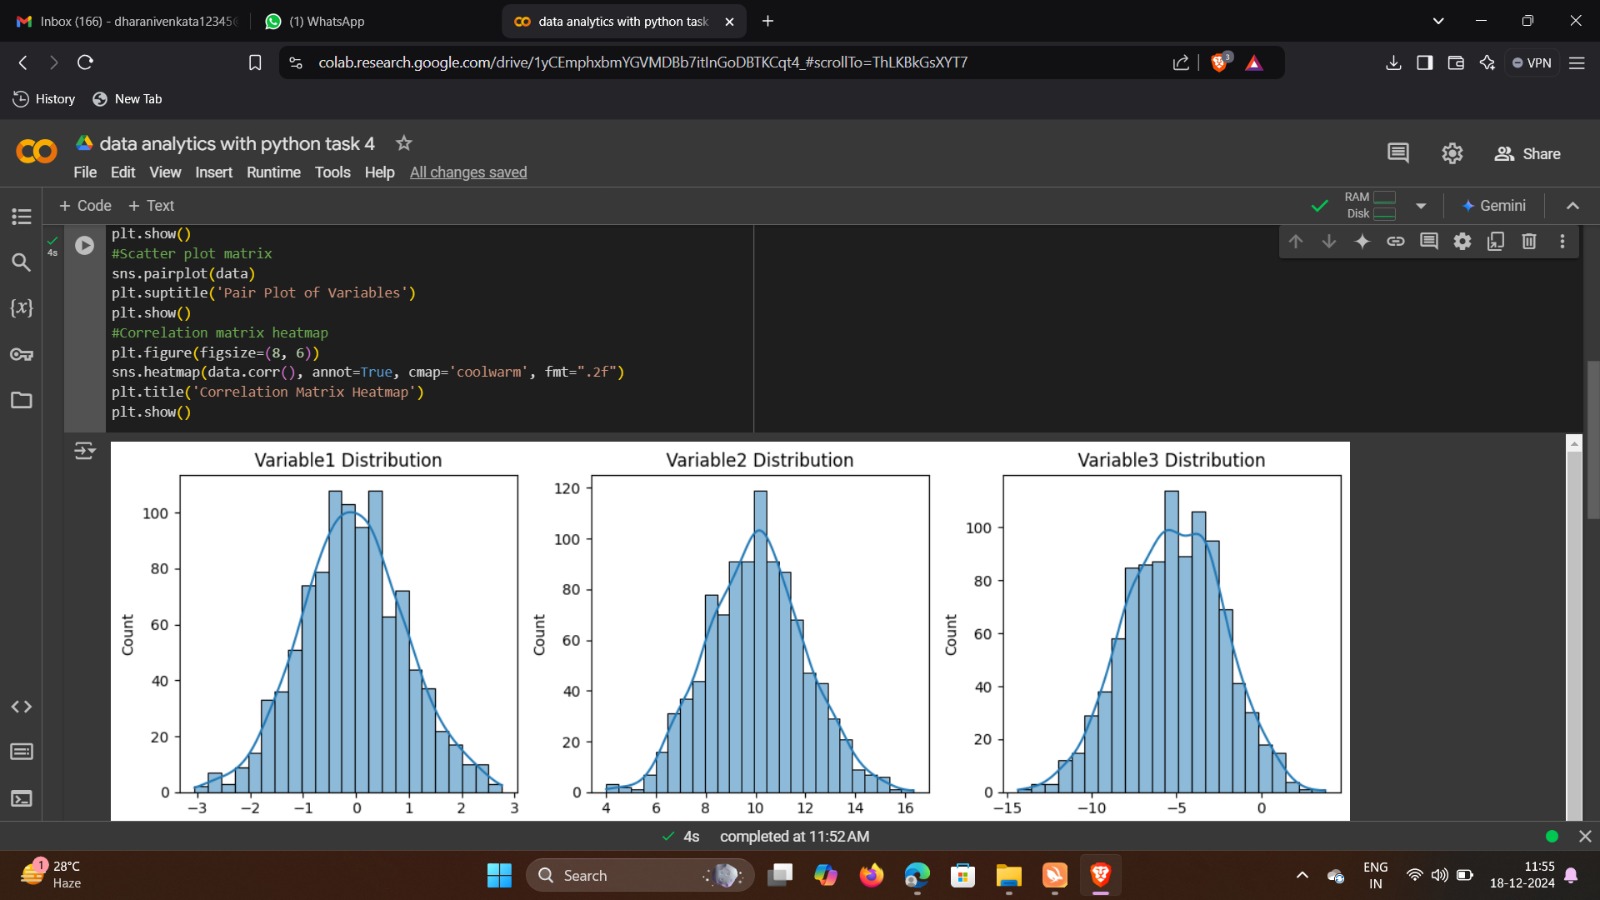 Inbox (166) - dharanivenkata12345
(1) WhatsApp
data analytics with python task
colab.research.google.com/drive/1yCEmphxbmYGVMDBb7itInGoDBTKCqt4_#scrollTo=ThLKBkGsXYT7
3
VPN
History
New Tab
data analytics with python task 4
Share
File Edit View Insert Runtime Tools Help All changes saved
+ Code + Text
RAM
Disk
Gemini
4s
plt.show()
#Scatter plot matrix
sns.pairplot(data)
plt.suptitle('Pair Plot of Variables')
plt.show()
#Correlation matrix heatmap
plt.figure(figsize=(8, 6))
sns.heatmap(data.corr(), annot=True, cmap='coolwarm', fmt=".2f")
plt.title('Correlation Matrix Heatmap')
plt.show()
{x}
Variable1 Distribution
Count
100
80
60
40
20
0
−3 −2 −1 0 1 2 3
Variable2 Distribution
Count
120
100
80
60
40
20
0
4 6 8 10 12 14 16
Variable3 Distribution
Count
100
80
60
40
20
0
−15 −10 −5 0
4s completed at 11:52 AM
1
28°C
Haze
Search
ENG
IN
11:55
18-12-2024